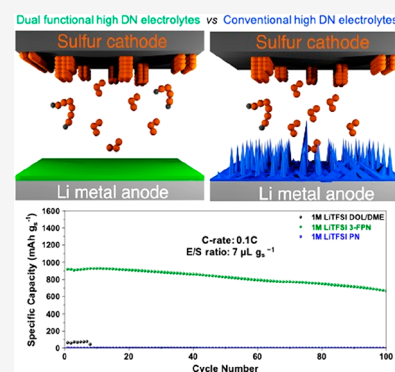 Dual functional high DN electrolytes vs Conventional high DN electrolytes
Sulfur cathode
Sulfur cathode
Li metal anode
Li metal anode
Specific Capacity (mAh gₛ⁻¹)
1600
1400
1200
1000
800
600
400
200
0
C-rate: 0.1C
E/S ratio: 7 µL gₛ⁻¹
1M LiTFSI DOL/DME
1M LiTFSI 3-FPN
1M LiTFSI PN
0 20 40 60 80 100
Cycle Number